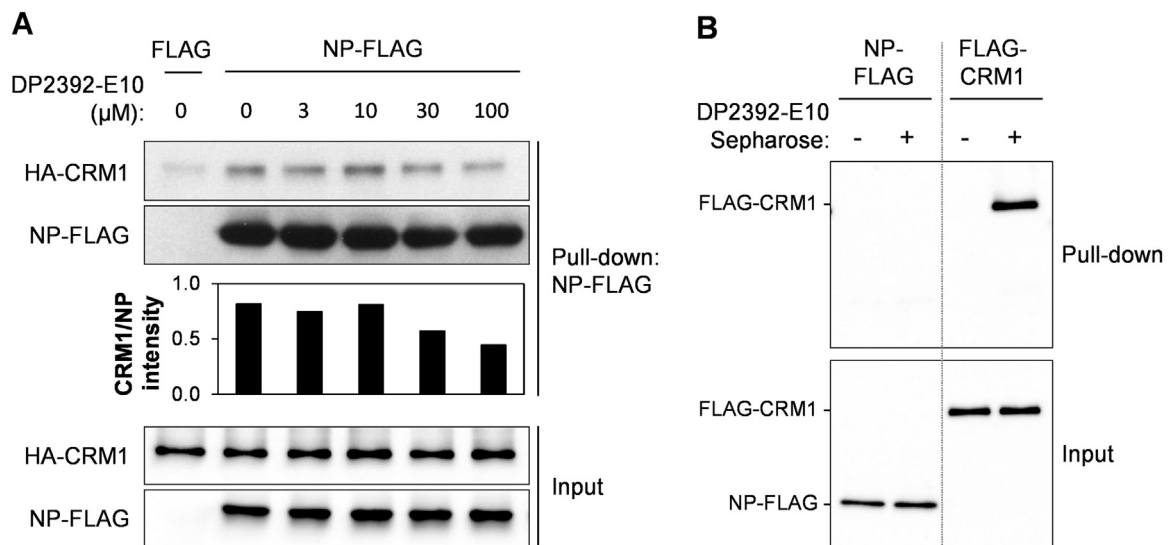 A
FLAG NP-FLAG
DP2392-E10
(µM): 0 0 3 10 30 100
HA-CRM1
NP-FLAG
Pull-down:
NP-FLAG
CRM1/NP
intensity
1.0
0.5
0.0
HA-CRM1
NP-FLAG
Input
B
NP-
FLAG
FLAG-
CRM1
DP2392-E10
Sepharose: - + - +
FLAG-CRM1
Pull-down
FLAG-CRM1
NP-FLAG
Input